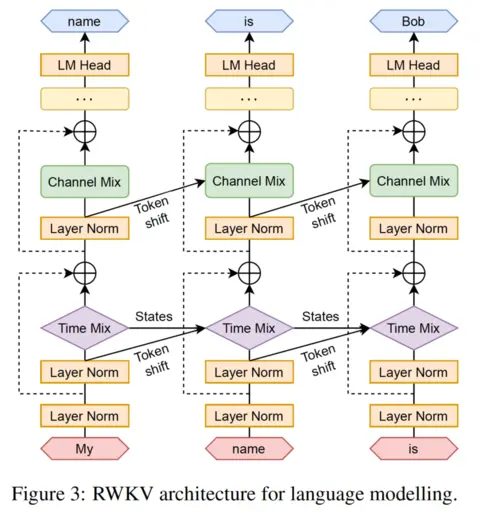 name is Bob
LM Head LM Head LM Head
... ... ...
Channel Mix Channel Mix Channel Mix
Token shift Token shift
Layer Norm Layer Norm Layer Norm
States States
Time Mix Time Mix Time Mix
Token shift Token shift
Layer Norm Layer Norm Layer Norm
Layer Norm Layer Norm Layer Norm
My name is
Figure 3: RWKV architecture for language modelling.